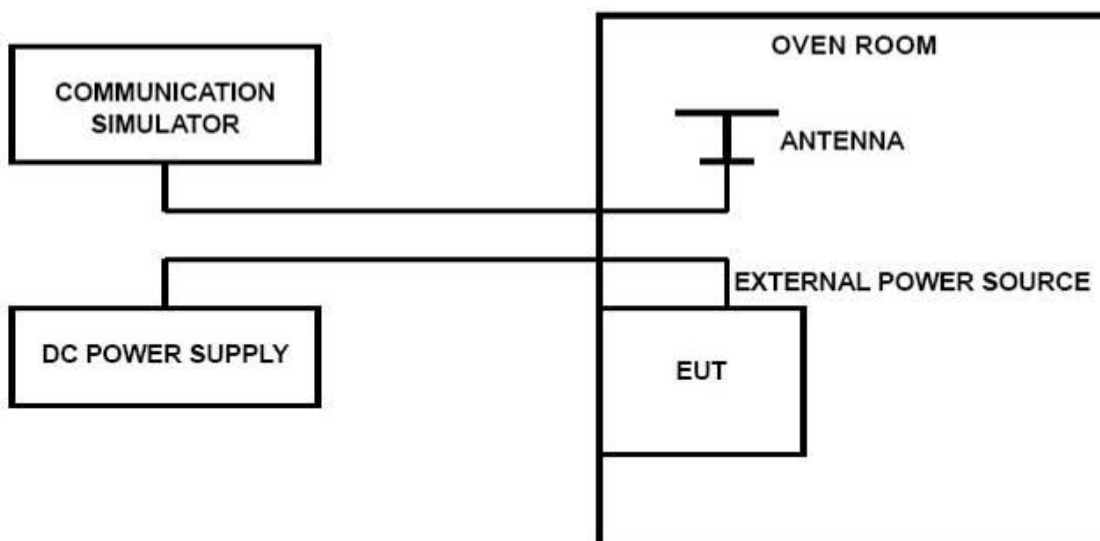 OVEN ROOM
COMMUNICATION
SIMULATOR
ANTENNA
EXTERNAL POWER SOURCE
DC POWER SUPPLY
EUT